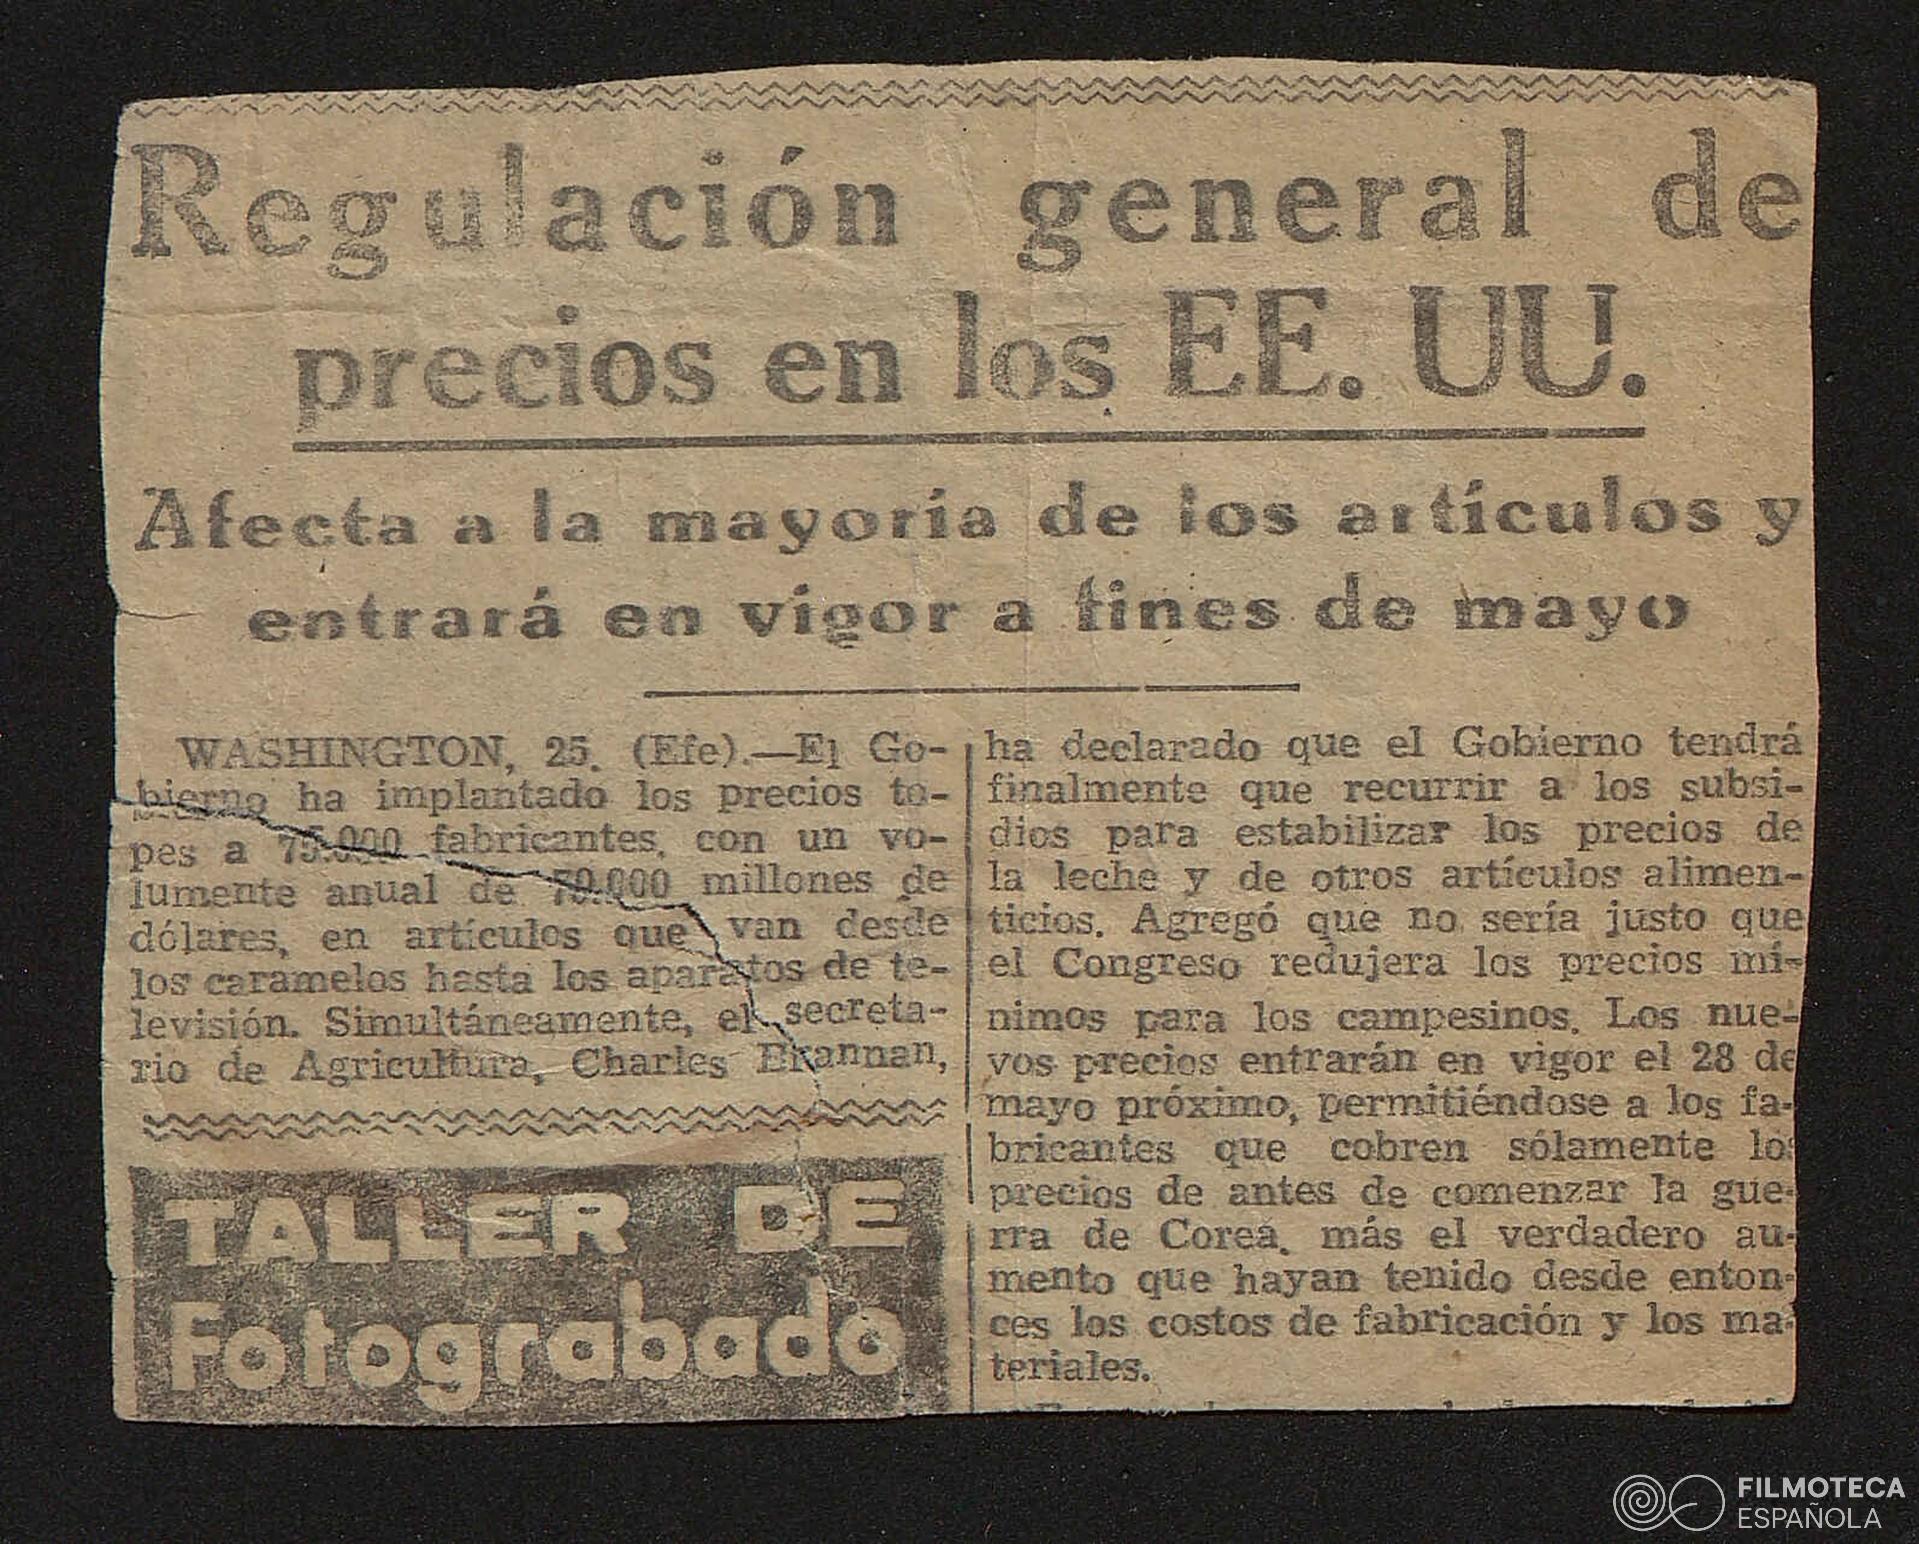 Regulación general de
precios en los EE. UU.
Afecta a la mayoría de los artículos y
entrará en vigor a fines de mayo
WASHINGTON, 25. (Efe).—El Go-
bierno ha implantado los precios to-
pes a 75.000 fabricantes, con un vo-
lumente anual de 70.000 millones de
dólares, en artículos que van desde
los caramelos hasta los aparatos de te-
levisión. Simultáneamente, el secreta-
rio de Agricultura, Charles Brannan,
TALLER DE
Fotograbado
ha declarado que el Gobierno tendrá
finalmente que recurrir a los subsi-
dios para estabilizar los precios de
la leche y de otros artículos alimen-
ticios. Agregó que no sería justo que
el Congreso redujera los precios mí-
nimos para los campesinos. Los nue-
vos precios entrarán en vigor el 28 de
mayo próximo, permitiéndose a los fa-
bricantes que cobren sólamente los
precios de antes de comenzar la gue-
rra de Corea, más el verdadero au-
mento que hayan tenido desde enton-
ces los costos de fabricación y los ma-
teriales.
FILMOTECA
ESPAÑOLA